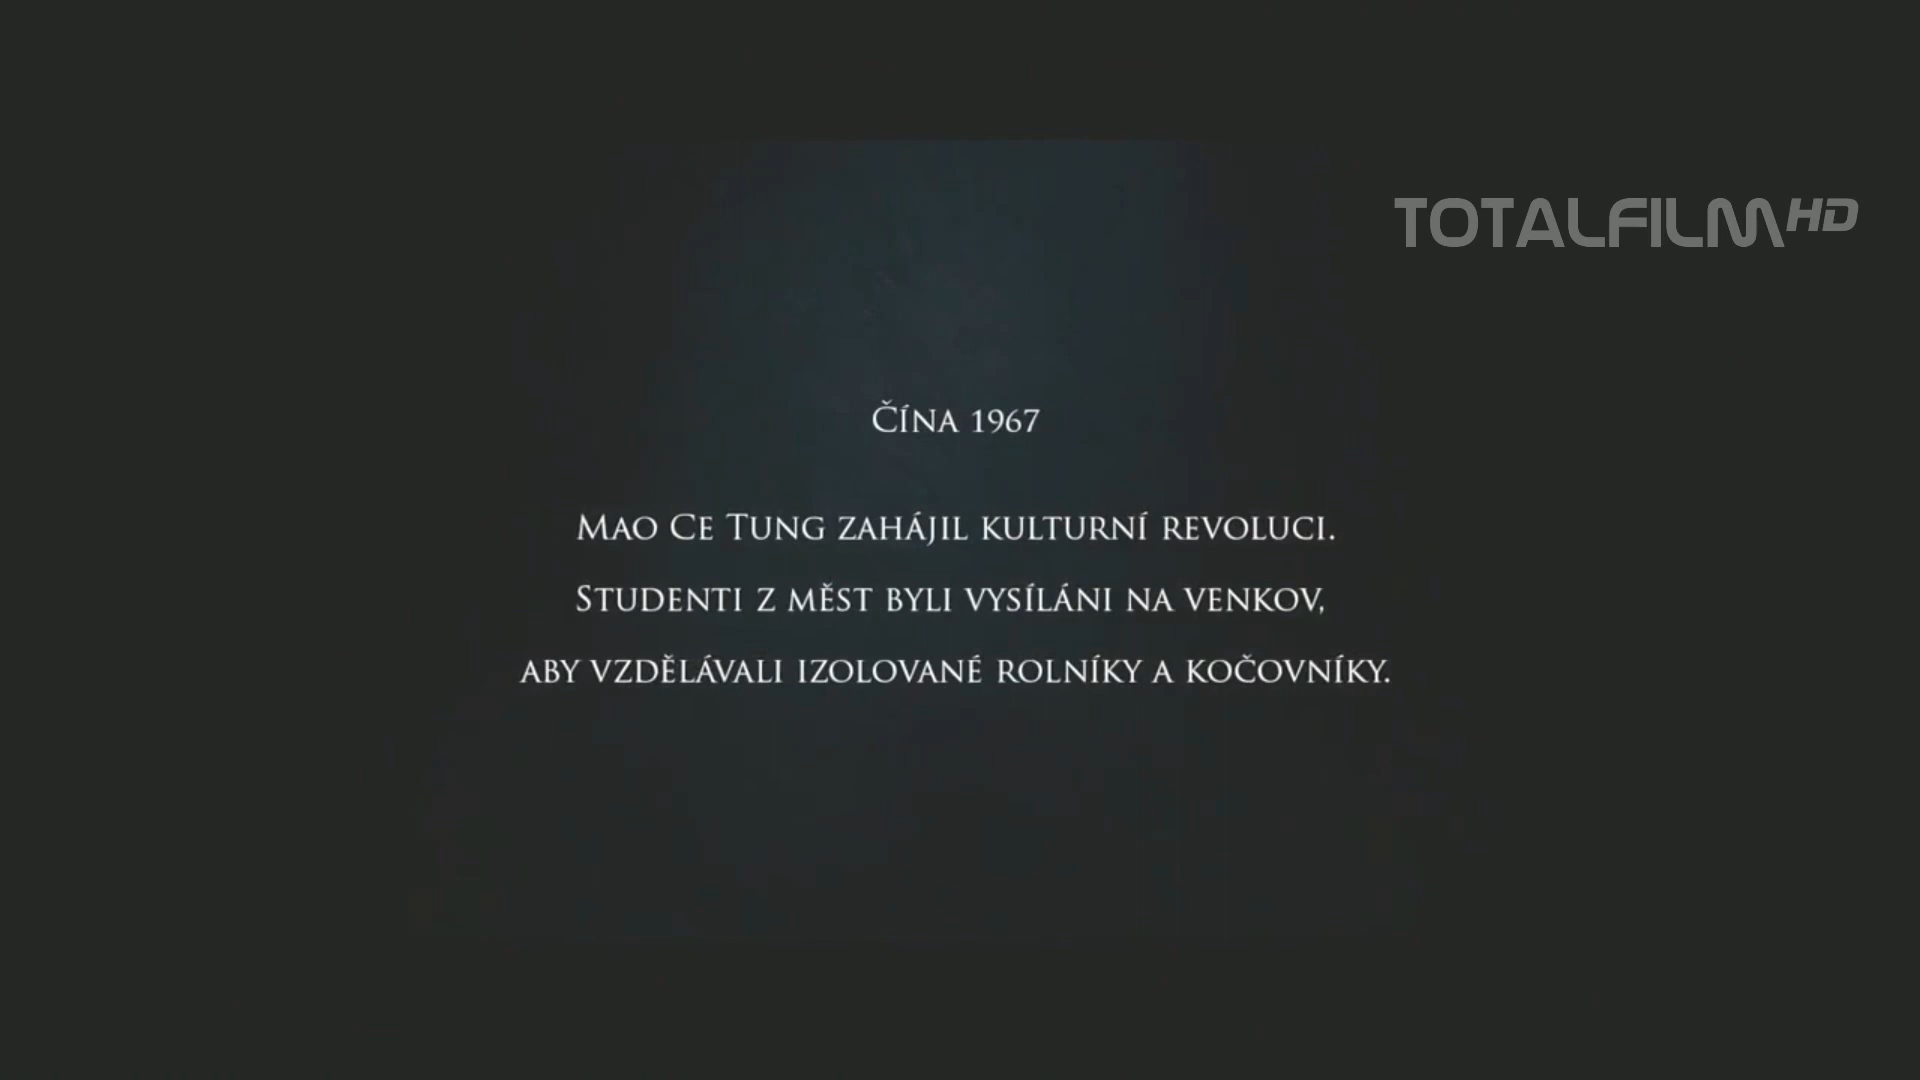 TOTALFILM HD
Čína 1967
Mao Ce Tung zahájil kulturní revoluci.
Studenti z měst byli vysíláni na venkov,
aby vzdělávali izolované rolníky a kočovníky.